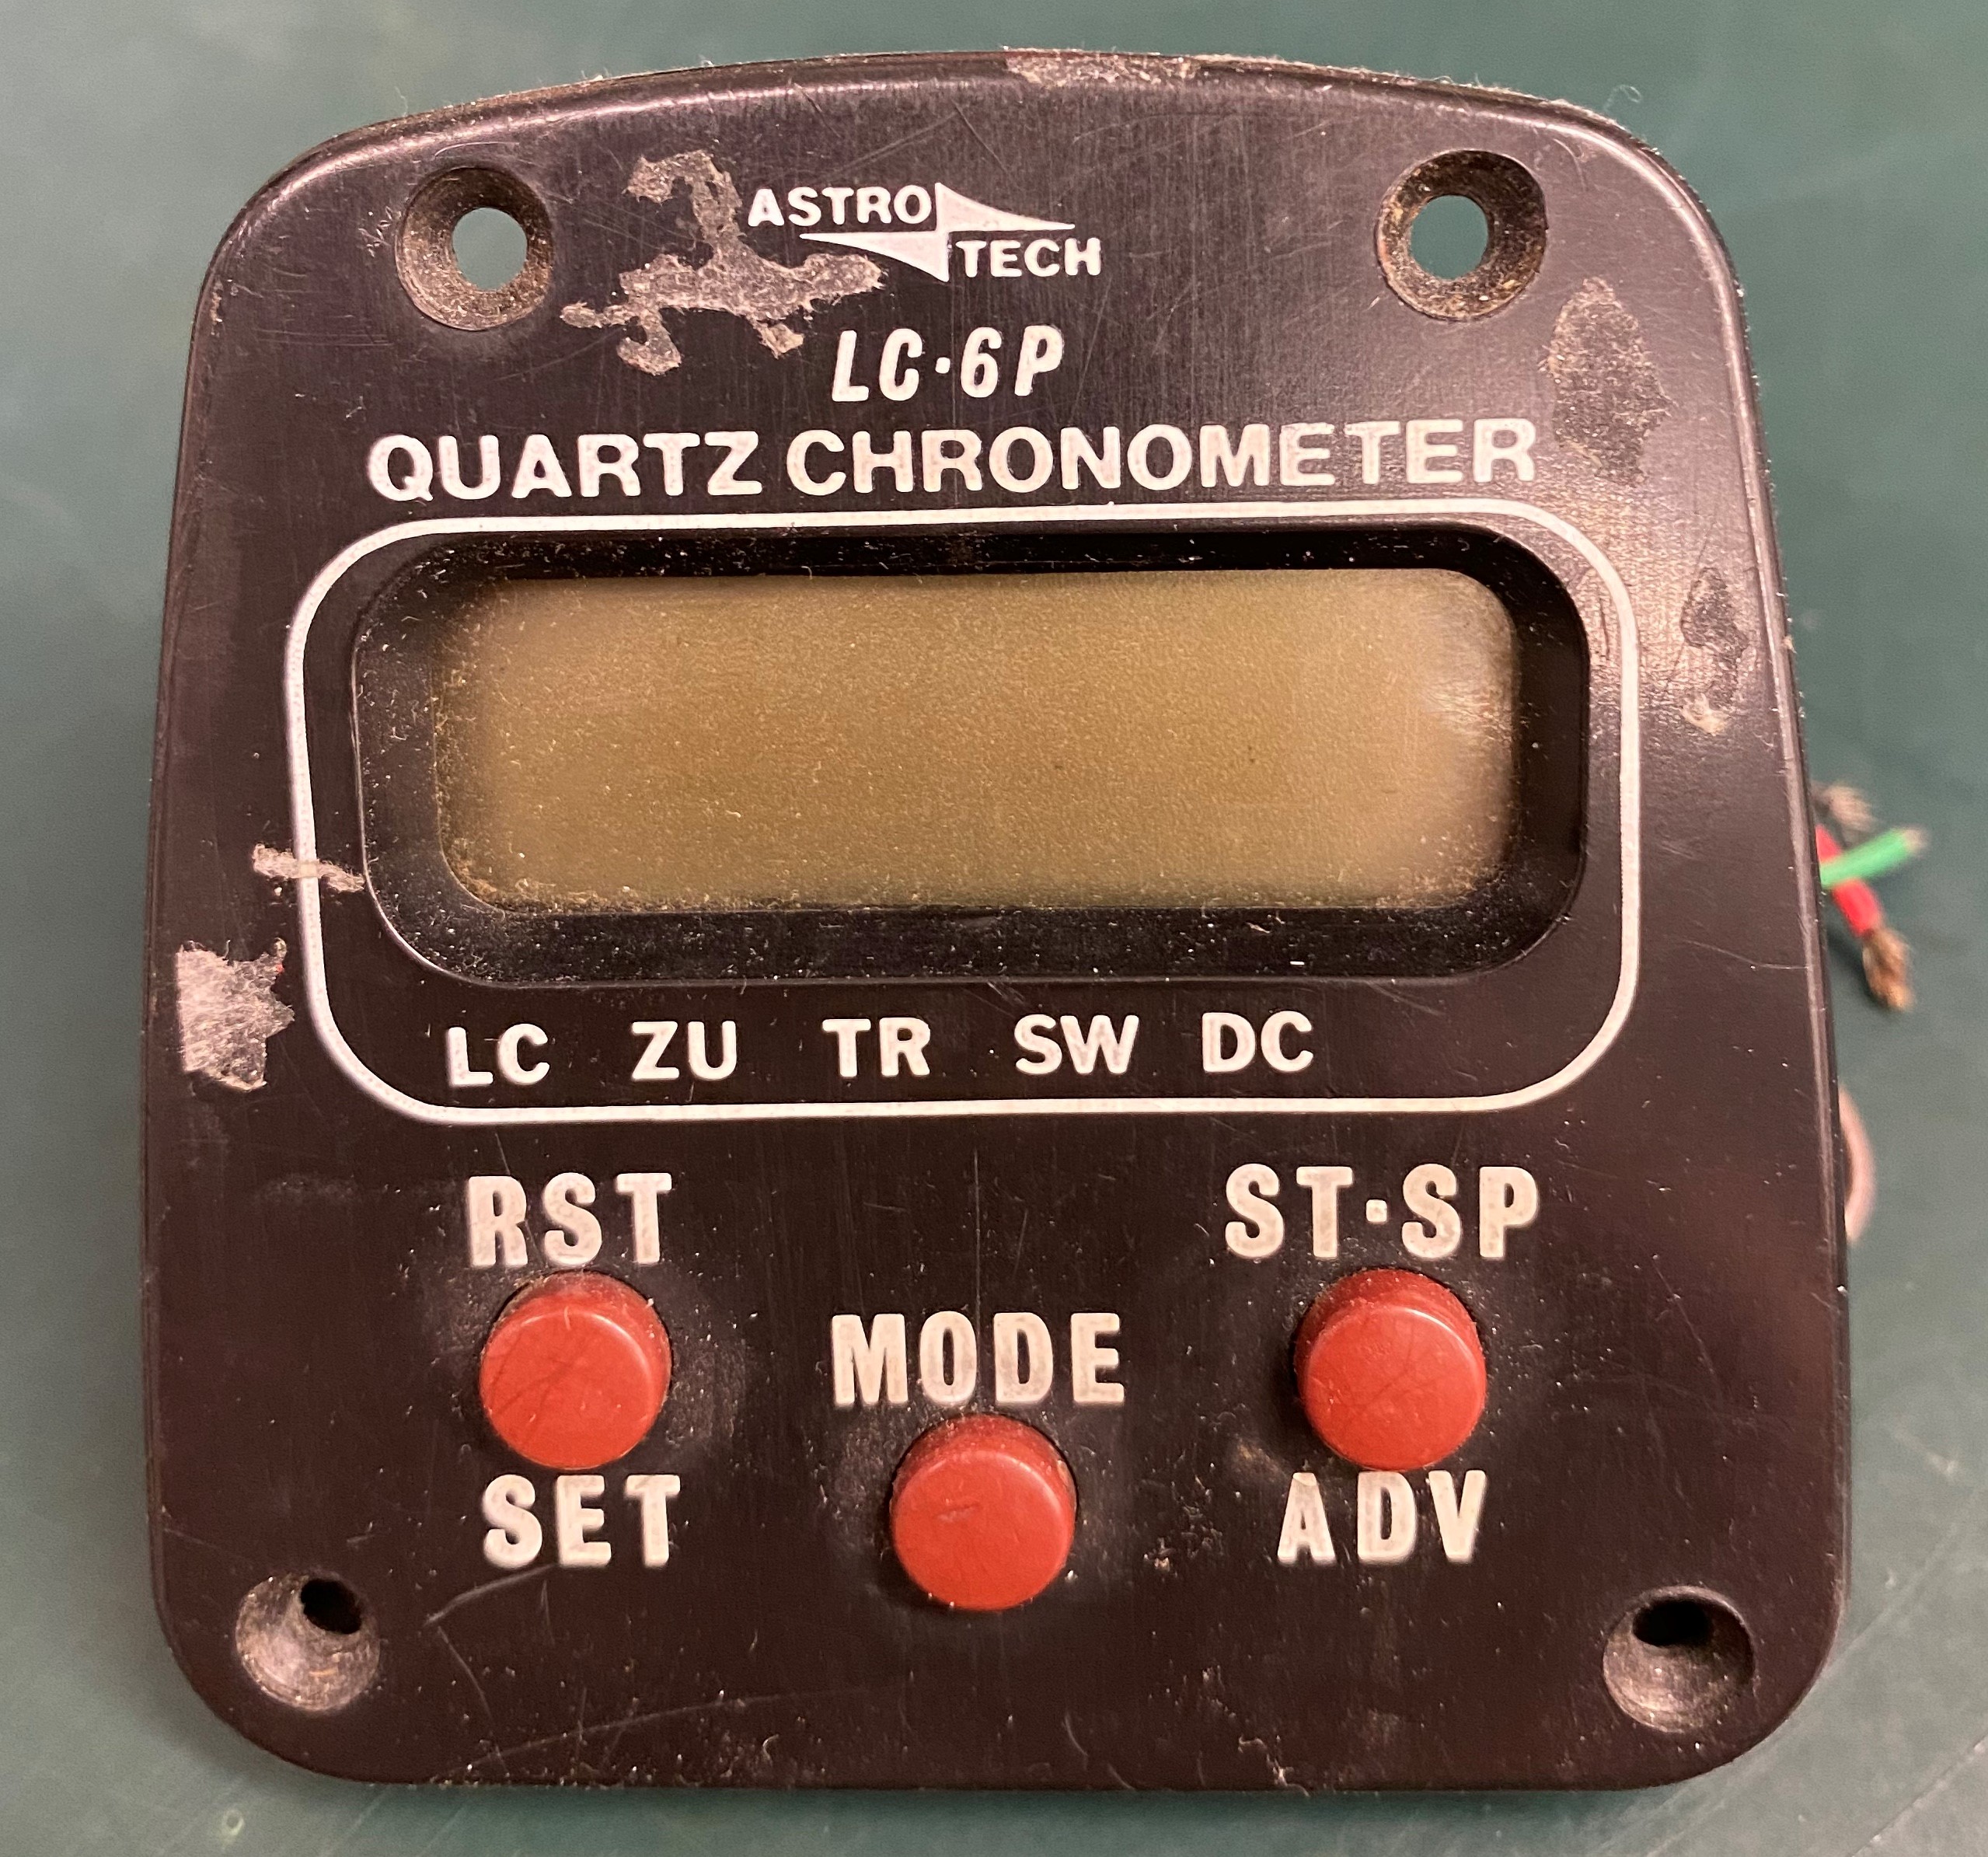 ASTRO
TECH
LC·6P
QUARTZ CHRONOMETER
LC ZU TR SW DC
RST ST·SP
MODE
SET ADV